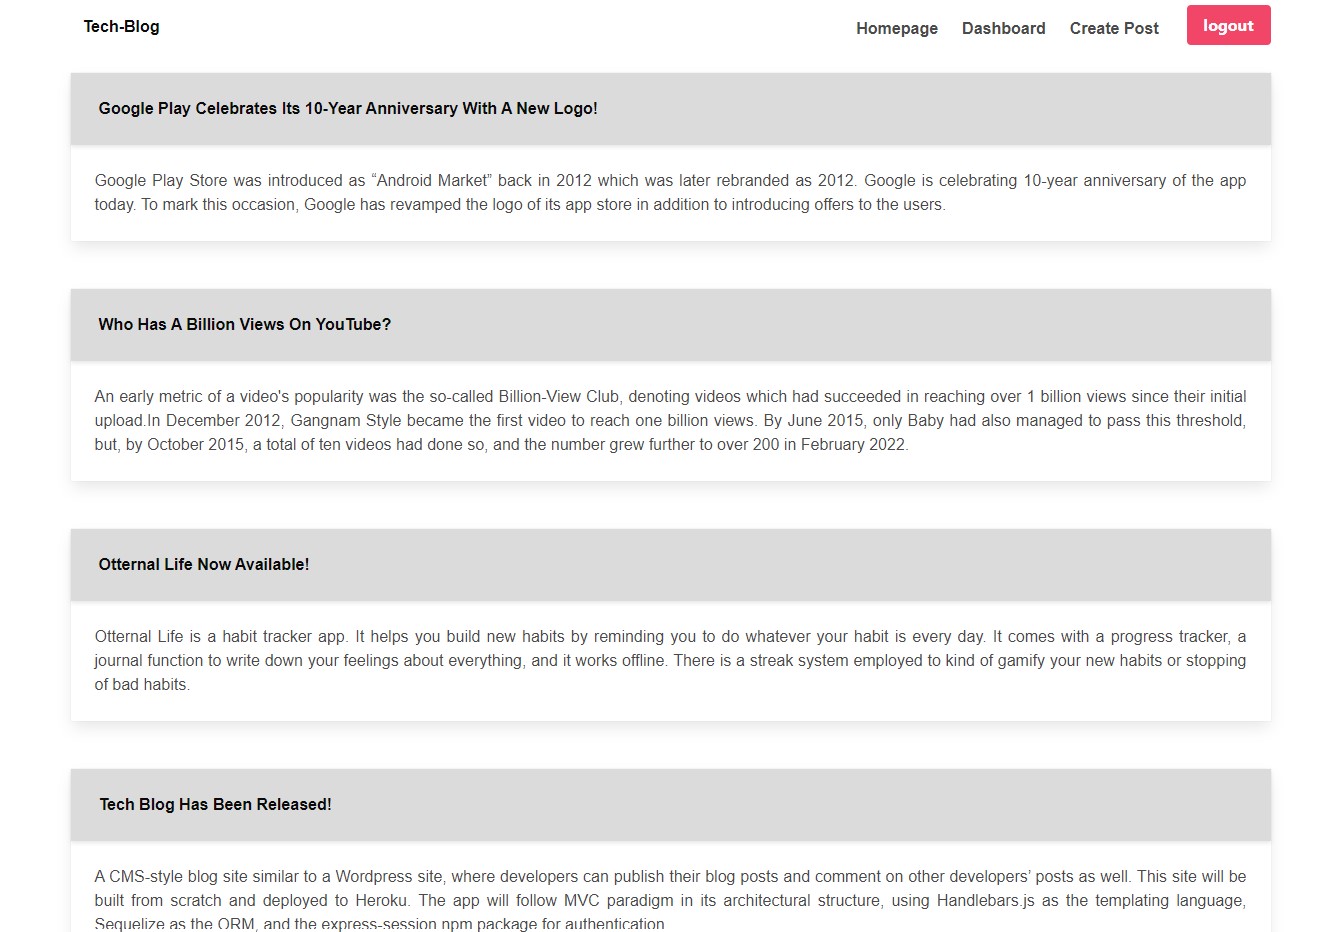 Tech-Blog
Homepage Dashboard Create Post logout
Google Play Celebrates Its 10-Year Anniversary With A New Logo!
Google Play Store was introduced as “Android Market” back in 2012 which was later rebranded as 2012. Google is celebrating 10-year anniversary of the app
today. To mark this occasion, Google has revamped the logo of its app store in addition to introducing offers to the users.
Who Has A Billion Views On YouTube?
An early metric of a video's popularity was the so-called Billion-View Club, denoting videos which had succeeded in reaching over 1 billion views since their initial
upload.In December 2012, Gangnam Style became the first video to reach one billion views. By June 2015, only Baby had also managed to pass this threshold,
but, by October 2015, a total of ten videos had done so, and the number grew further to over 200 in February 2022.
Otternal Life Now Available!
Otternal Life is a habit tracker app. It helps you build new habits by reminding you to do whatever your habit is every day. It comes with a progress tracker, a
journal function to write down your feelings about everything, and it works offline. There is a streak system employed to kind of gamify your new habits or stopping
of bad habits.
Tech Blog Has Been Released!
A CMS-style blog site similar to a Wordpress site, where developers can publish their blog posts and comment on other developers’ posts as well. This site will be
built from scratch and deployed to Heroku. The app will follow MVC paradigm in its architectural structure, using Handlebars.js as the templating language,
Sequelize as the ORM, and the express-session npm package for authentication